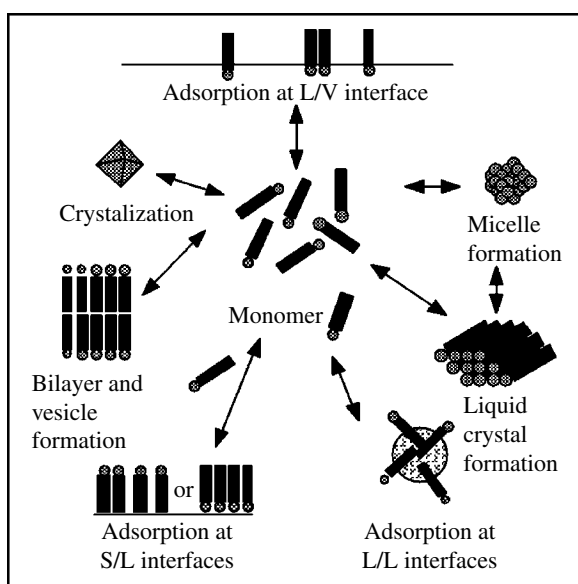 Adsorption at L/V interface
Crystalization
Micelle
formation
Monomer
Bilayer and
vesicle
formation
Liquid
crystal
formation
or
Adsorption at
S/L interfaces
Adsorption at
L/L interfaces